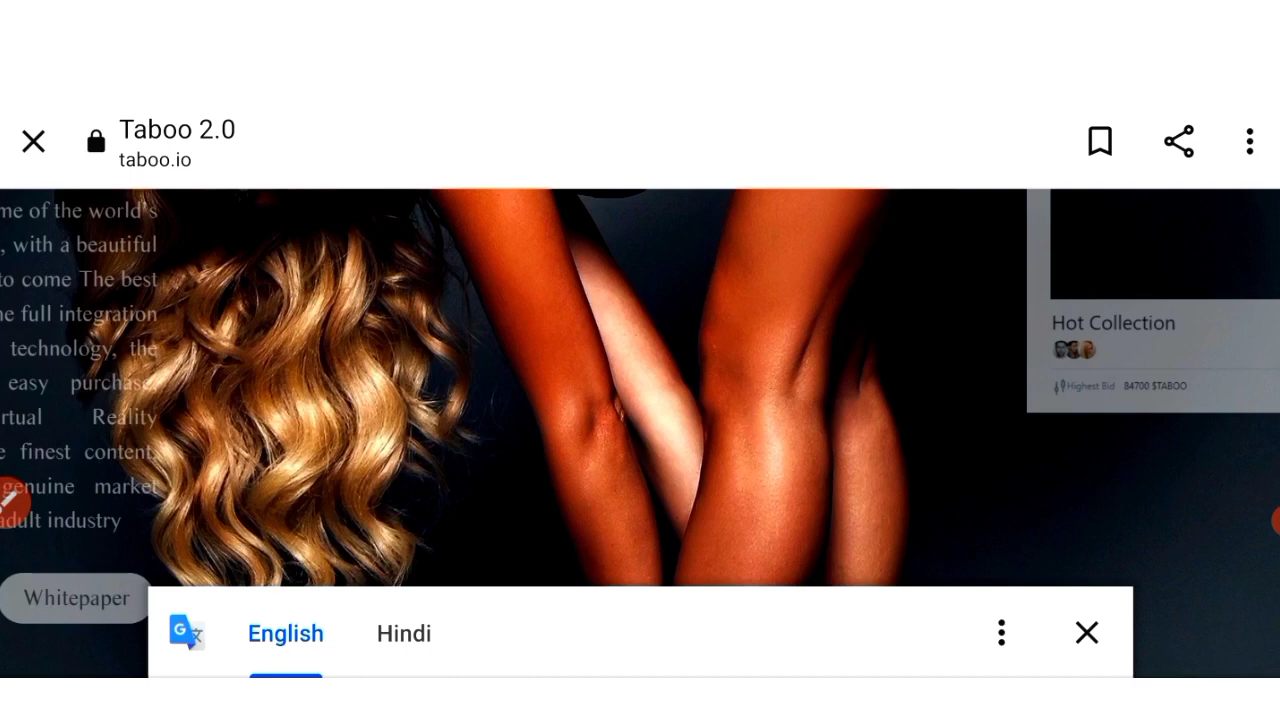 Taboo 2.0
taboo.io
me of the world's
, with a beautiful
to come The best
ne full integration
technology, the
easy purchase,
rtual Reality
e finest content,
genuine market
adult industry
Whitepaper
Hot Collection
Highest Bid 84700 $TABOO
English Hindi